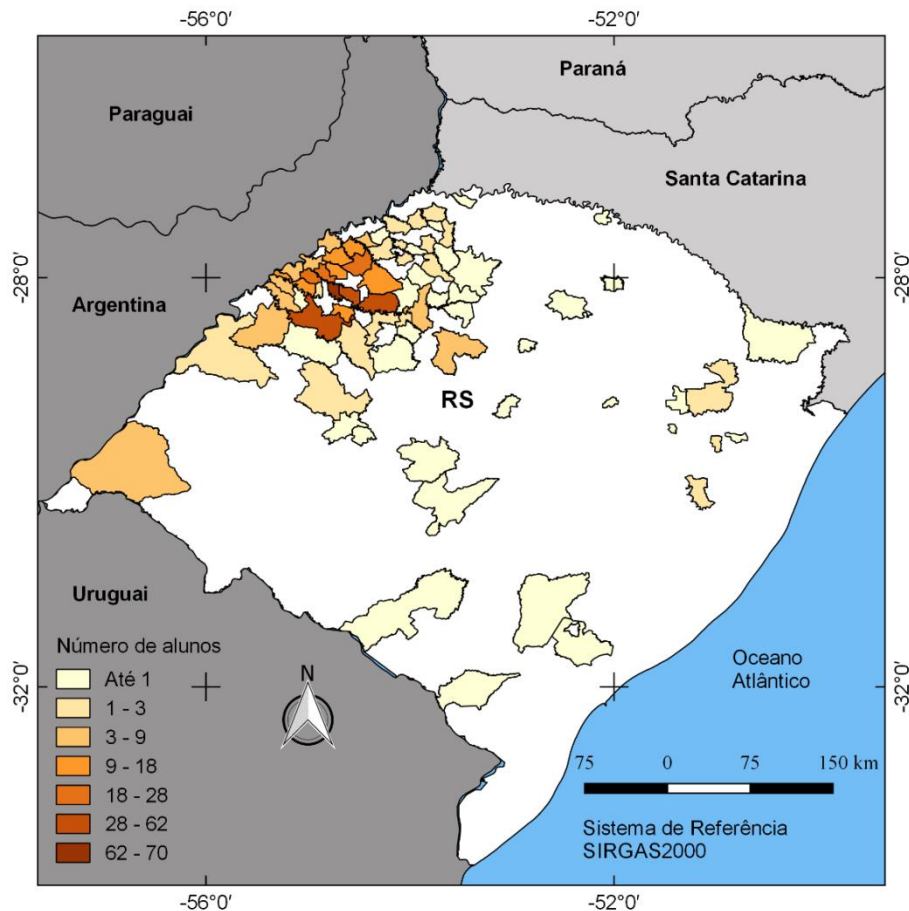 -56°0′
-52°0′
Paraná
Paraguai
Santa Catarina
-28°0′
-28°0′
Argentina
RS
Uruguai
Número de alunos
Até 1
1 - 3
3 - 9
9 - 18
18 - 28
28 - 62
62 - 70
N
Oceano
Atlântico
-32°0′
-32°0′
75 0 75 150 km
Sistema de Referência
SIRGAS2000
-56°0′
-52°0′